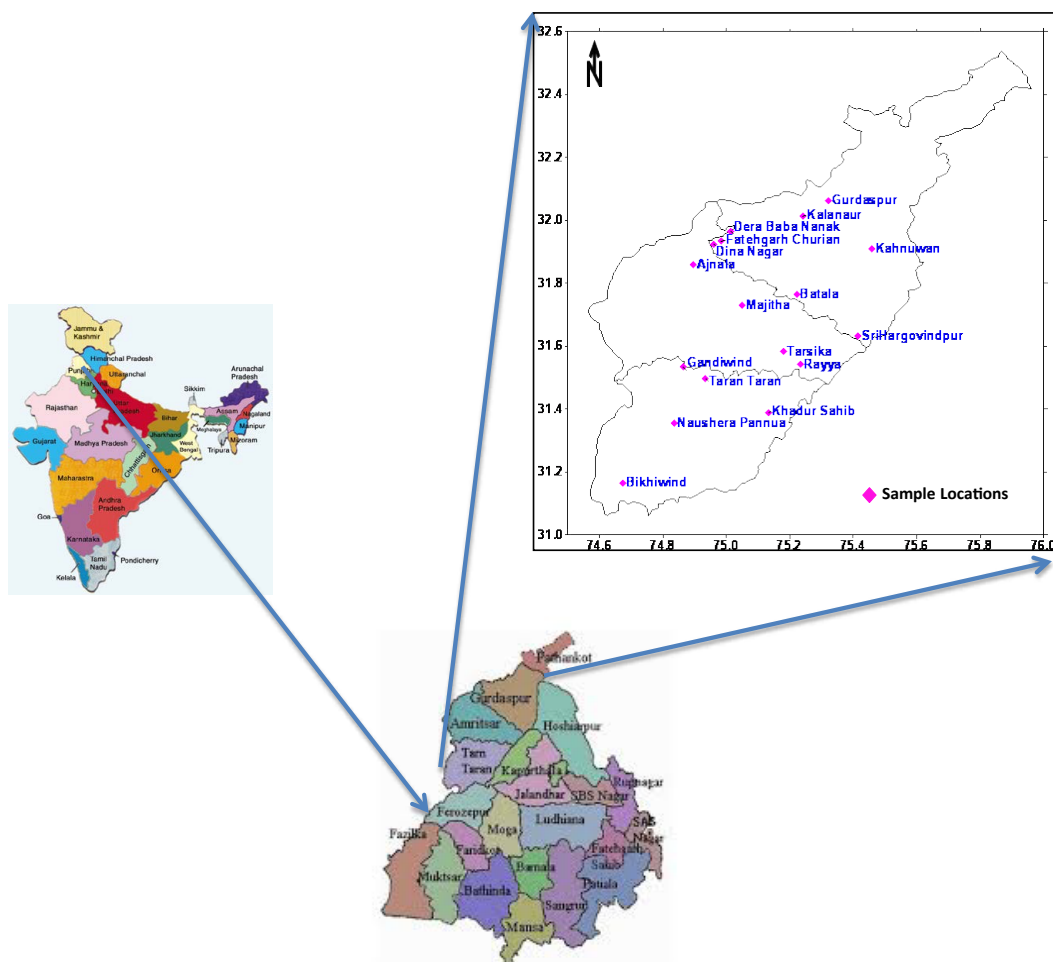 32.6
32.4
32.2
32.0
31.8
31.6
31.4
31.2
31.0
N
Gurdaspur
Kalanaur
Dera Baba Nanak
Fatehgarh Churian
Dina Nagar
Kahnuwan
Ajnala
Batala
Majitha
SriHargovindpur
Tarsika
Gandiwind
Rayya
Taran Taran
Khadur Sahib
Naushera Pannua
Bikhiwind
Sample Locations
74.6 74.8 75.0 75.2 75.4 75.6 75.8 76.0
Jammu &
Kashmir
Himanchal Pradesh
Uttaranchal
Arunachal
Pradesh
Sikkim
Rajasthan
Bihar
Assam
Nagaland
Meghalaya
Manipur
Gujarat
Madhya Pradesh
Jharkhand
West
Bengal
Tripura
Mizoram
Chhattisgarh
Maharastra
Andhra
Pradesh
Goa
Karnataka
Tamil
Nadu
Pondicherry
Kelala
Pathankot
Gurdaspur
Amritsar
Hoshiarpur
Tarn
Taran
Kapurthala
Rupnagar
Jalandhar
SBS Nagar
Ferozepur
Moga
Ludhiana
SAS
Nagar
Fazilka
Faridkot
Fatehgarh
Sahib
Muktsar
Barnala
Patiala
Bathinda
Sangrur
Mansa